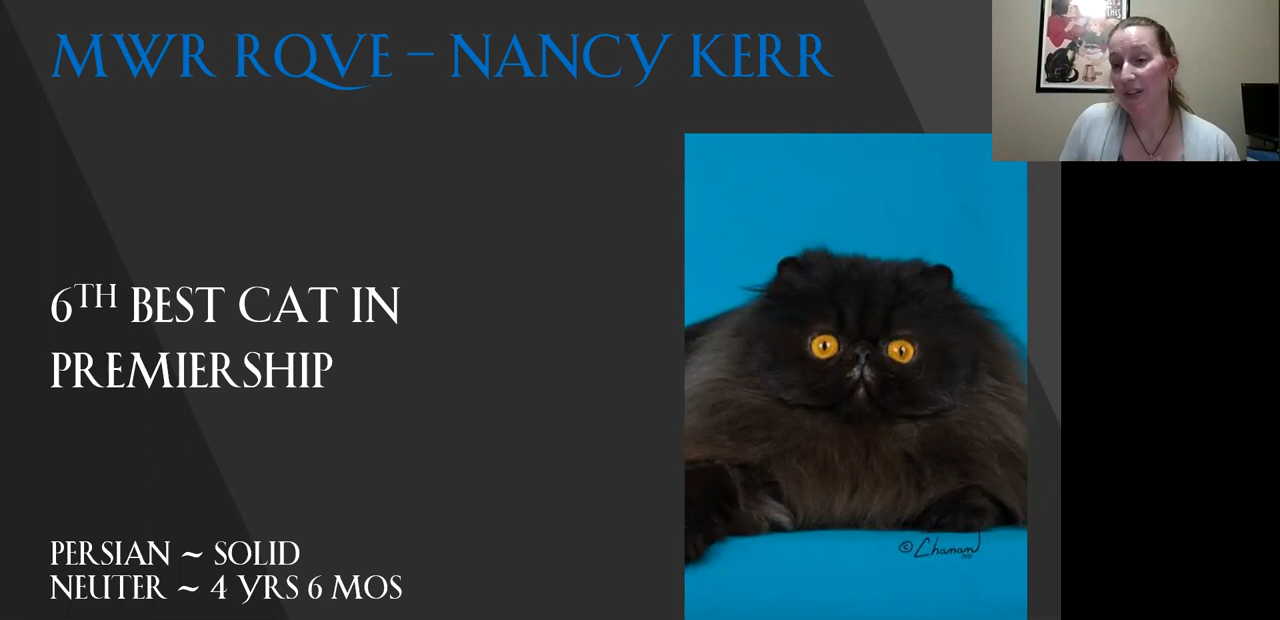 MWR RQVE – NANCY KERR
6TH BEST CAT IN
PREMIERSHIP
PERSIAN ~ SOLID
NEUTER ~ 4 YRS 6 MOS
© Chanan